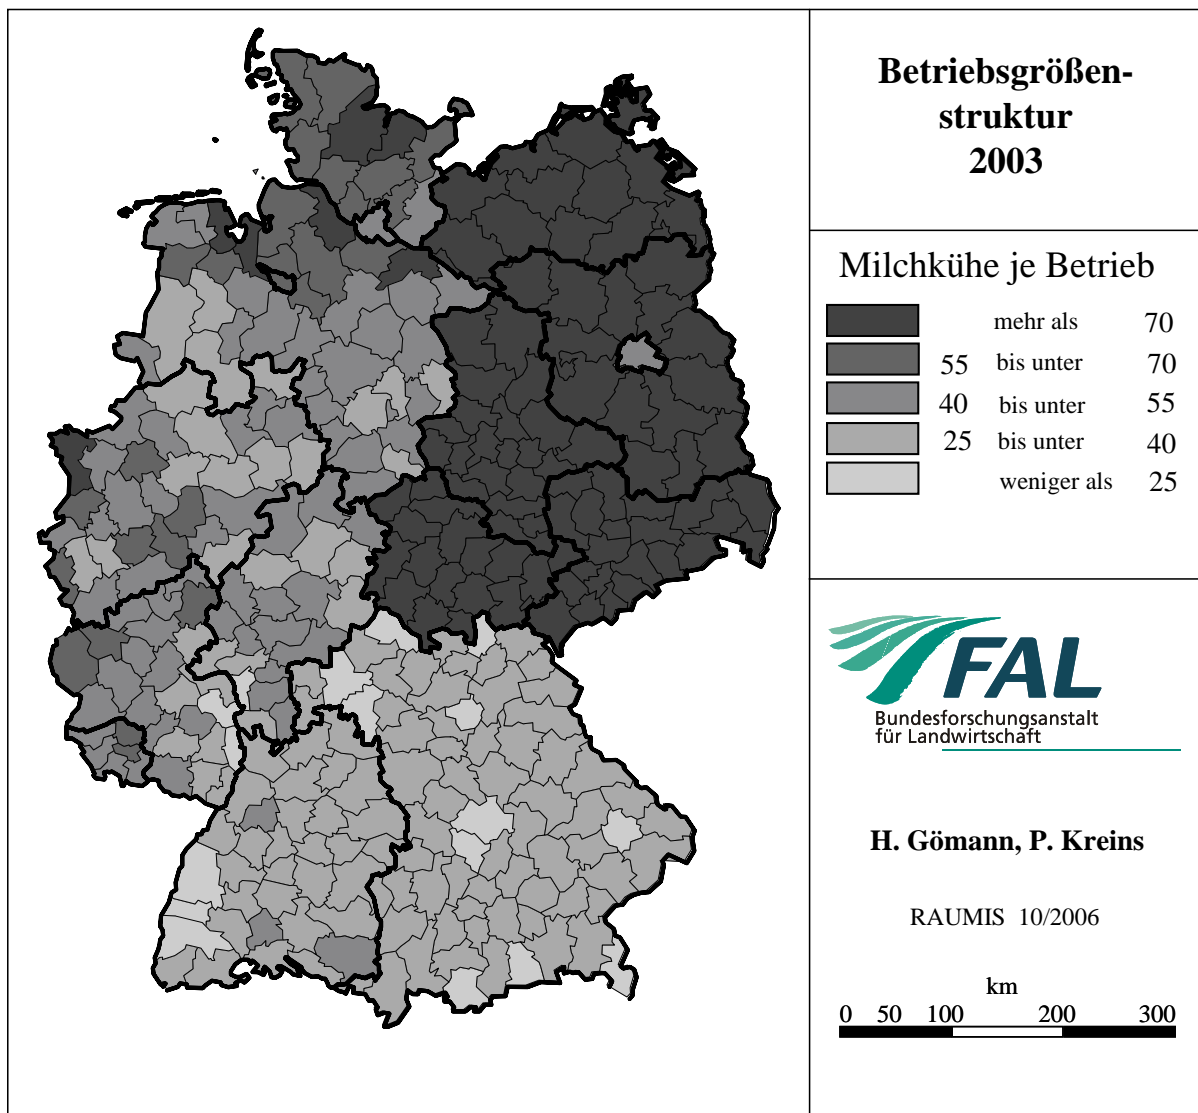 Betriebsgrößen-
struktur
2003
Milchkühe je Betrieb
mehr als 70
55 bis unter 70
40 bis unter 55
25 bis unter 40
weniger als 25
FAL
Bundesforschungsanstalt
für Landwirtschaft
H. Gömann, P. Kreins
RAUMIS 10/2006
km
0 50 100 200 300